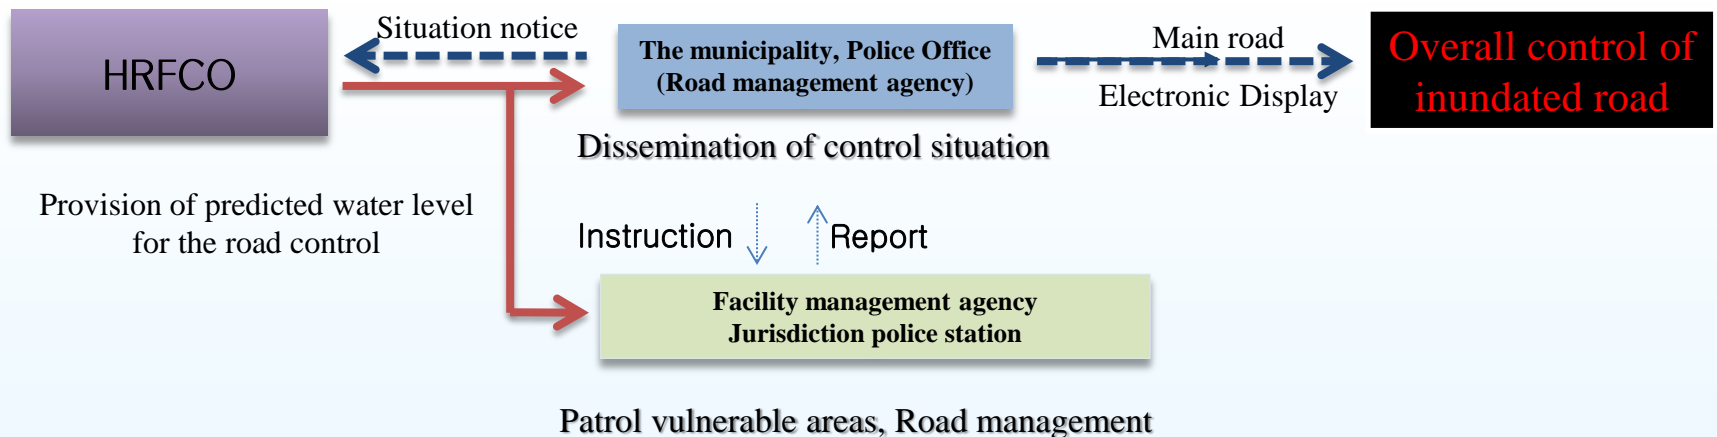 HRFCO
Situation notice
The municipality, Police Office
(Road management agency)
Main road
Electronic Display
Overall control of
inundated road
Dissemination of control situation
Provision of predicted water level
for the road control
Instruction
Report
Facility management agency
Jurisdiction police station
Patrol vulnerable areas, Road management